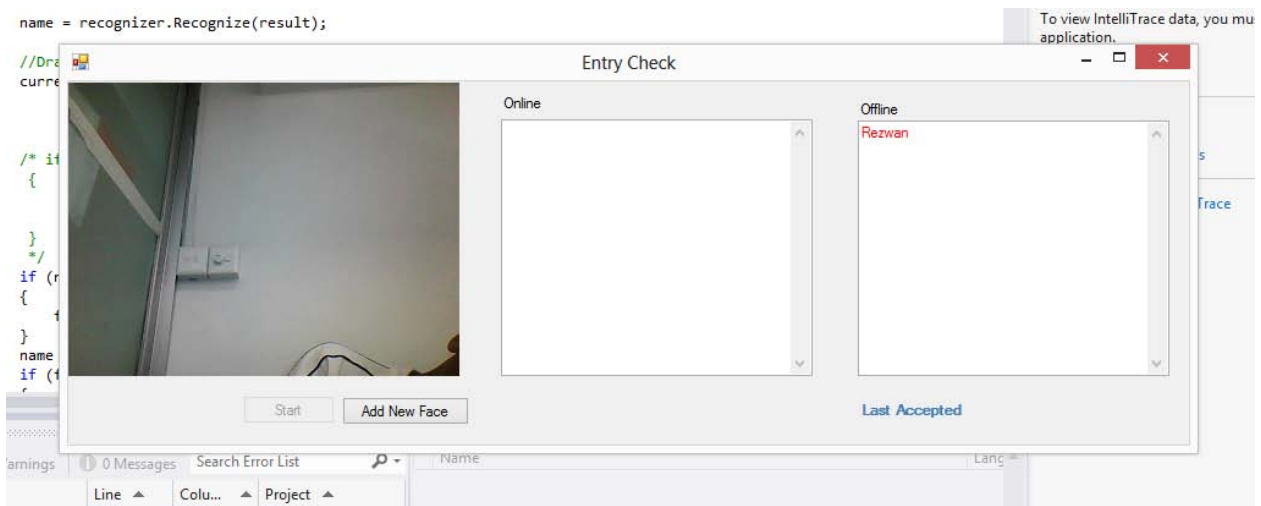 name = recognizer.Recognize(result);
To view IntelliTrace data, you mu
application.
//Dra
Entry Check
curre
Online
Offline
Rezwan
/* if
s
{
Trace
}
*/
if (r
{
f
}
name
if (f
{
Start
Add New Face
Last Accepted
arnings
0 Messages
Search Error List
Name
Lang
Line
Colu...
Project